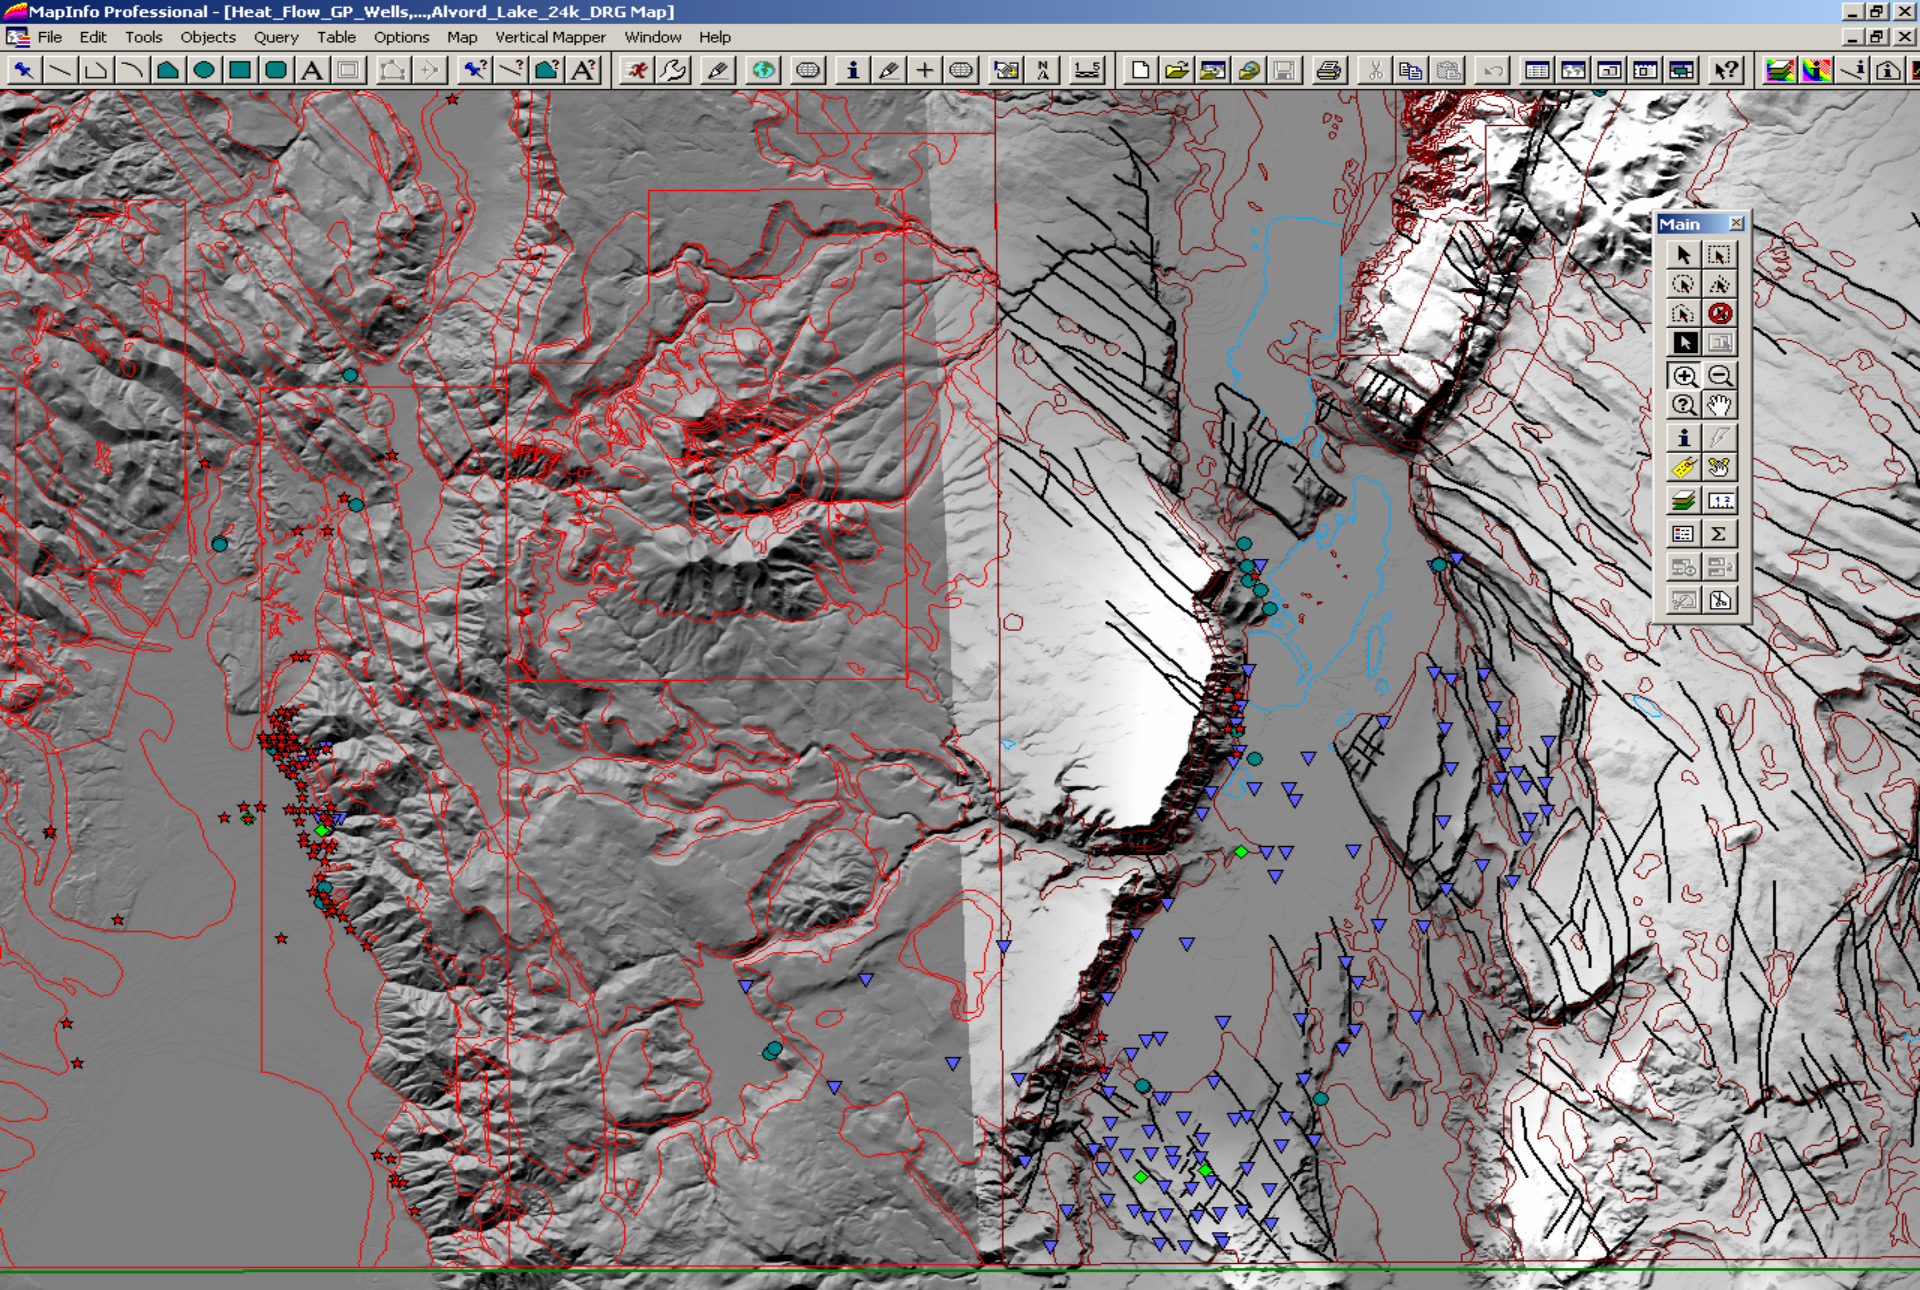 MapInfo Professional - [Heat_Flow_GP_Wells,...,Alvord_Lake_24k_DRG Map]
File Edit Tools Objects Query Table Options Map Vertical Mapper Window Help
Main